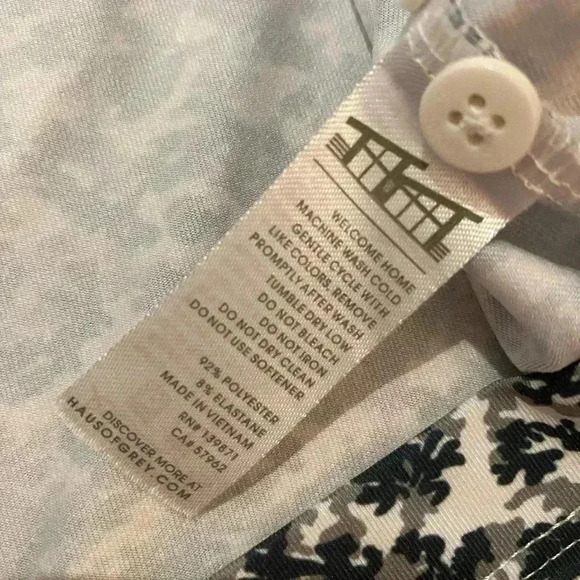 WELCOME HOME
MACHINE WASH COLD
GENTLE CYCLE WITH
LIKE COLORS, REMOVE
PROMPTLY AFTER WASH
TUMBLE DRY LOW
DO NOT BLEACH
DO NOT IRON
DO NOT DRY CLEAN
DO NOT USE SOFTENER
92% POLYESTER
8% ELASTANE
MADE IN VIETNAM
RN# 139871
CA# 57962
DISCOVER MORE AT
HAUSOFGREY.COM